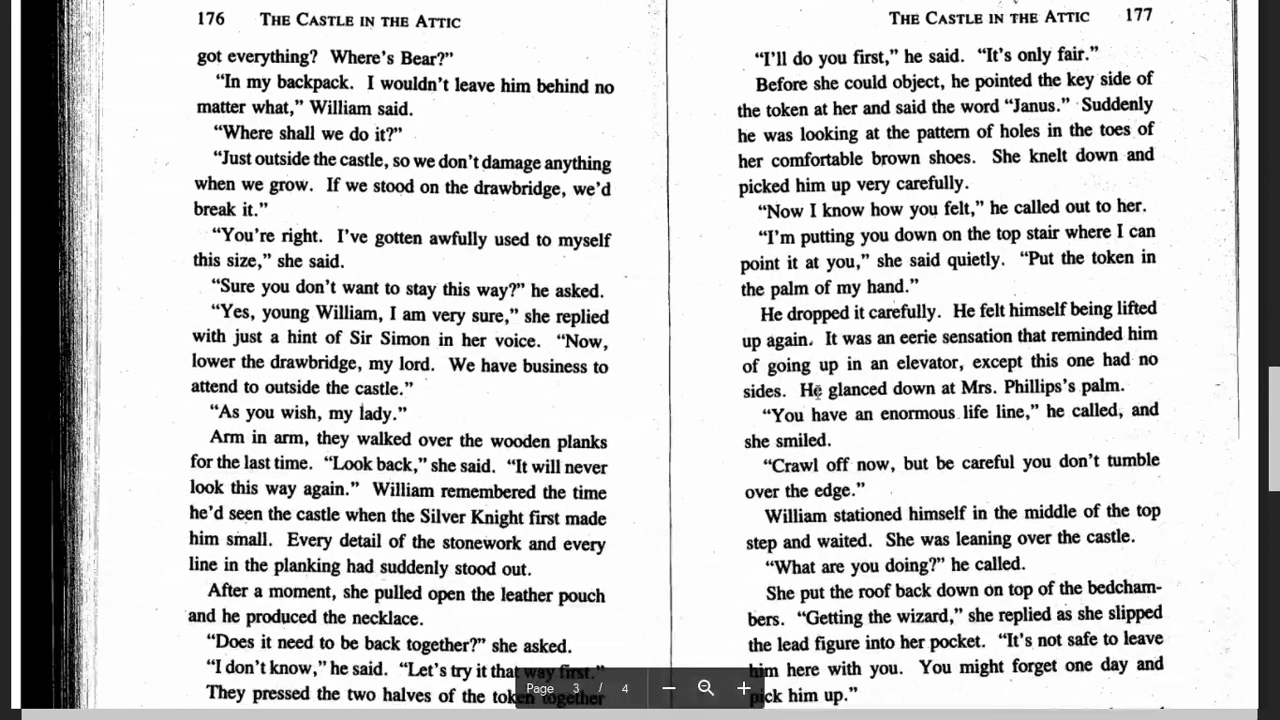 176 THE CASTLE IN THE ATTIC
got everything? Where's Bear?”
“In my backpack. I wouldn't leave him behind no
matter what,” William said.
“Where shall we do it?”
“Just outside the castle, so we don't damage anything
when we grow. If we stood on the drawbridge, we'd
break it.”
“You're right. I've gotten awfully used to myself
this size,” she said.
“Sure you don't want to stay this way?” he asked.
“Yes, young William, I am very sure,” she replied
with just a hint of Sir Simon in her voice. “Now,
lower the drawbridge, my lord. We have business to
attend to outside the castle.”
“As you wish, my lady.”
Arm in arm, they walked over the wooden planks
for the last time. “Look back,” she said. “It will never
look this way again.” William remembered the time
he'd seen the castle when the Silver Knight first made
him small. Every detail of the stonework and every
line in the planking had suddenly stood out.
After a moment, she pulled open the leather pouch
and he produced the necklace.
“Does it need to be back together?” she asked.
“I don't know,” he said. “Let's try it that way first.”
They pressed the two halves of the token together
THE CASTLE IN THE ATTIC 177
“I'll do you first,” he said. “It's only fair.”
Before she could object, he pointed the key side of
the token at her and said the word “Janus.” Suddenly
he was looking at the pattern of holes in the toes of
her comfortable brown shoes. She knelt down and
picked him up very carefully.
“Now I know how you felt,” he called out to her.
“I'm putting you down on the top stair where I can
point it at you,” she said quietly. “Put the token in
the palm of my hand.”
He dropped it carefully. He felt himself being lifted
up again. It was an eerie sensation that reminded him
of going up in an elevator, except this one had no
sides. He glanced down at Mrs. Phillips's palm.
“You have an enormous life line,” he called, and
she smiled.
“Crawl off now, but be careful you don't tumble
over the edge.”
William stationed himself in the middle of the top
step and waited. She was leaning over the castle.
“What are you doing?” he called.
She put the roof back down on top of the bedcham-
bers. “Getting the wizard,” she replied as she slipped
the lead figure into her pocket. “It's not safe to leave
him here with you. You might forget one day and
pick him up.”
Page 3 / 4